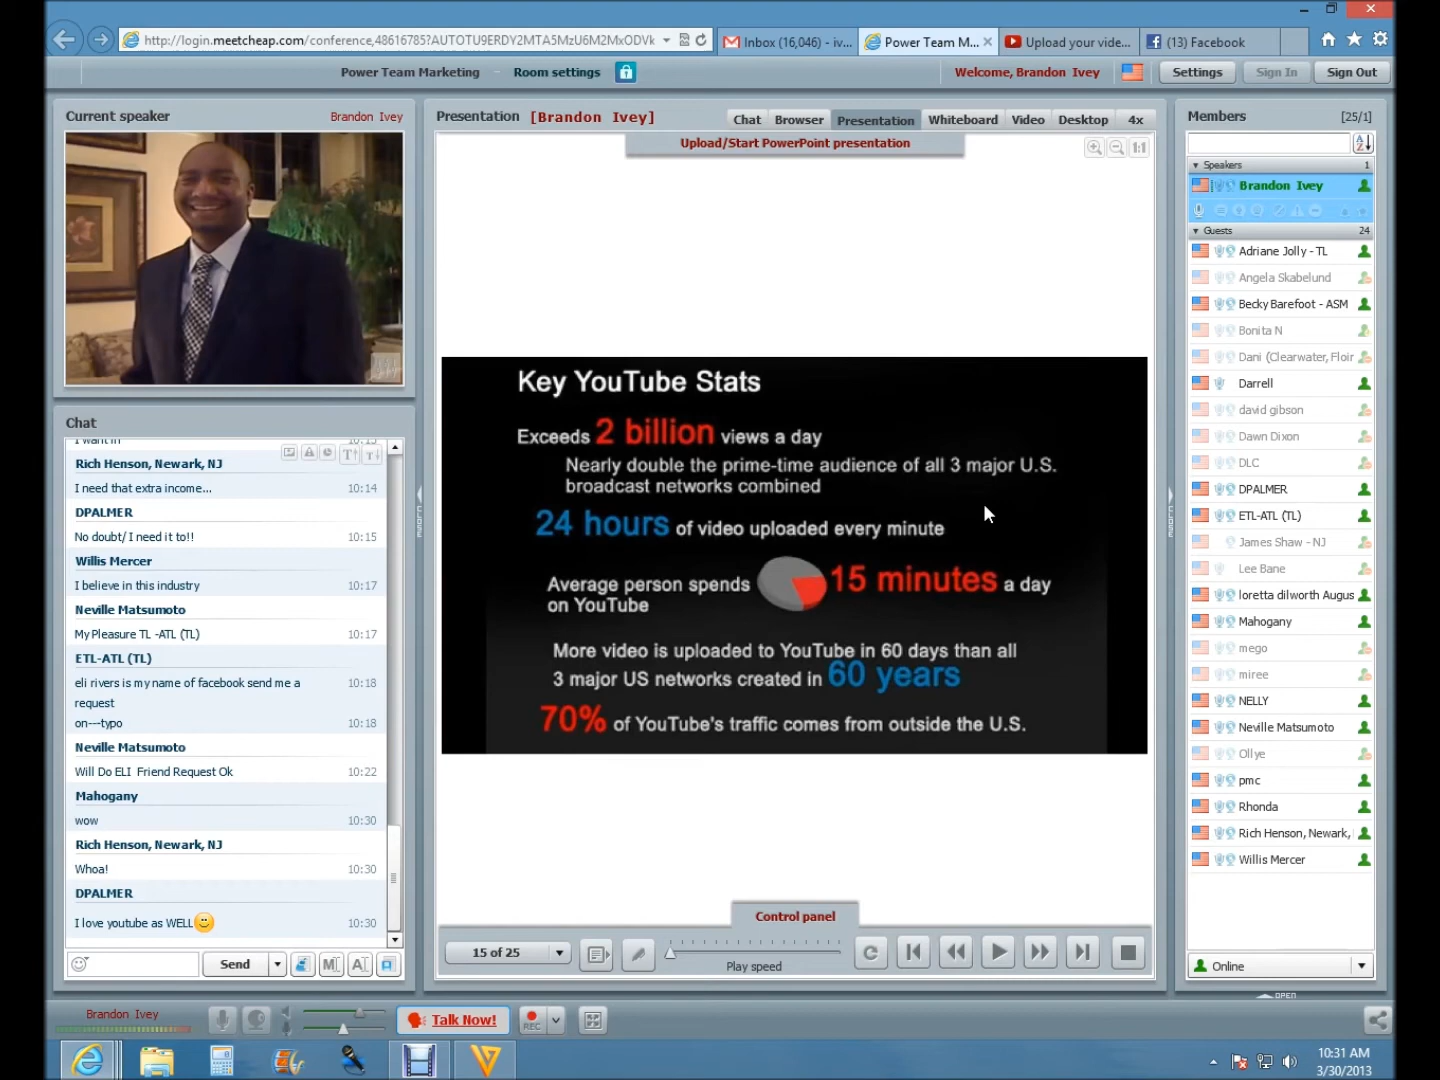 http://login.meetcheap.com/conference,48616785?AUTOTU9ERDY2MTA5MzU6M2MxODVk
Inbox (16,046) - iv...
Power Team M...
Upload your vide...
(13) Facebook
Power Team Marketing
Room settings
Welcome, Brandon Ivey
Settings
Sign In
Sign Out
Current speaker
Brandon Ivey
Presentation [Brandon Ivey]
Chat
Browser
Presentation
Whiteboard
Video
Desktop
4x
Members
[25/1]
Upload/Start PowerPoint presentation
1:1
Speakers 1
Brandon Ivey
Guests 24
Adriane Jolly - TL
Angela Skabelund
Becky Barefoot - ASM
Bonita N
Dani (Clearwater, Floir
Darrell
david gibson
Dawn Dixon
DLC
DPALMER
ETL-ATL (TL)
James Shaw - NJ
Lee Bane
loretta dilworth Augus
Mahogany
mego
miree
NELLY
Neville Matsumoto
Ollye
pmc
Rhonda
Rich Henson, Newark,
Willis Mercer
Online
OPEN
Key YouTube Stats
Exceeds 2 billion views a day
Nearly double the prime-time audience of all 3 major U.S.
broadcast networks combined
24 hours of video uploaded every minute
Average person spends 15 minutes a day
on YouTube
More video is uploaded to YouTube in 60 days than all
3 major US networks created in 60 years
70% of YouTube's traffic comes from outside the U.S.
Control panel
15 of 25
Play speed
Chat
I want in 10:13
Rich Henson, Newark, NJ
I need that extra income... 10:14
DPALMER
No doubt/ I need it to!! 10:15
Willis Mercer
I believe in this industry 10:17
Neville Matsumoto
My Pleasure TL -ATL (TL) 10:17
ETL-ATL (TL)
eli rivers is my name of facebook send me a 10:18
request
on---typo 10:18
Neville Matsumoto
Will Do ELI Friend Request Ok 10:22
Mahogany
wow 10:30
Rich Henson, Newark, NJ
Whoa! 10:30
DPALMER
I love youtube as WELL 10:30
Send
Brandon Ivey
Talk Now!
REC
10:31 AM
3/30/2013